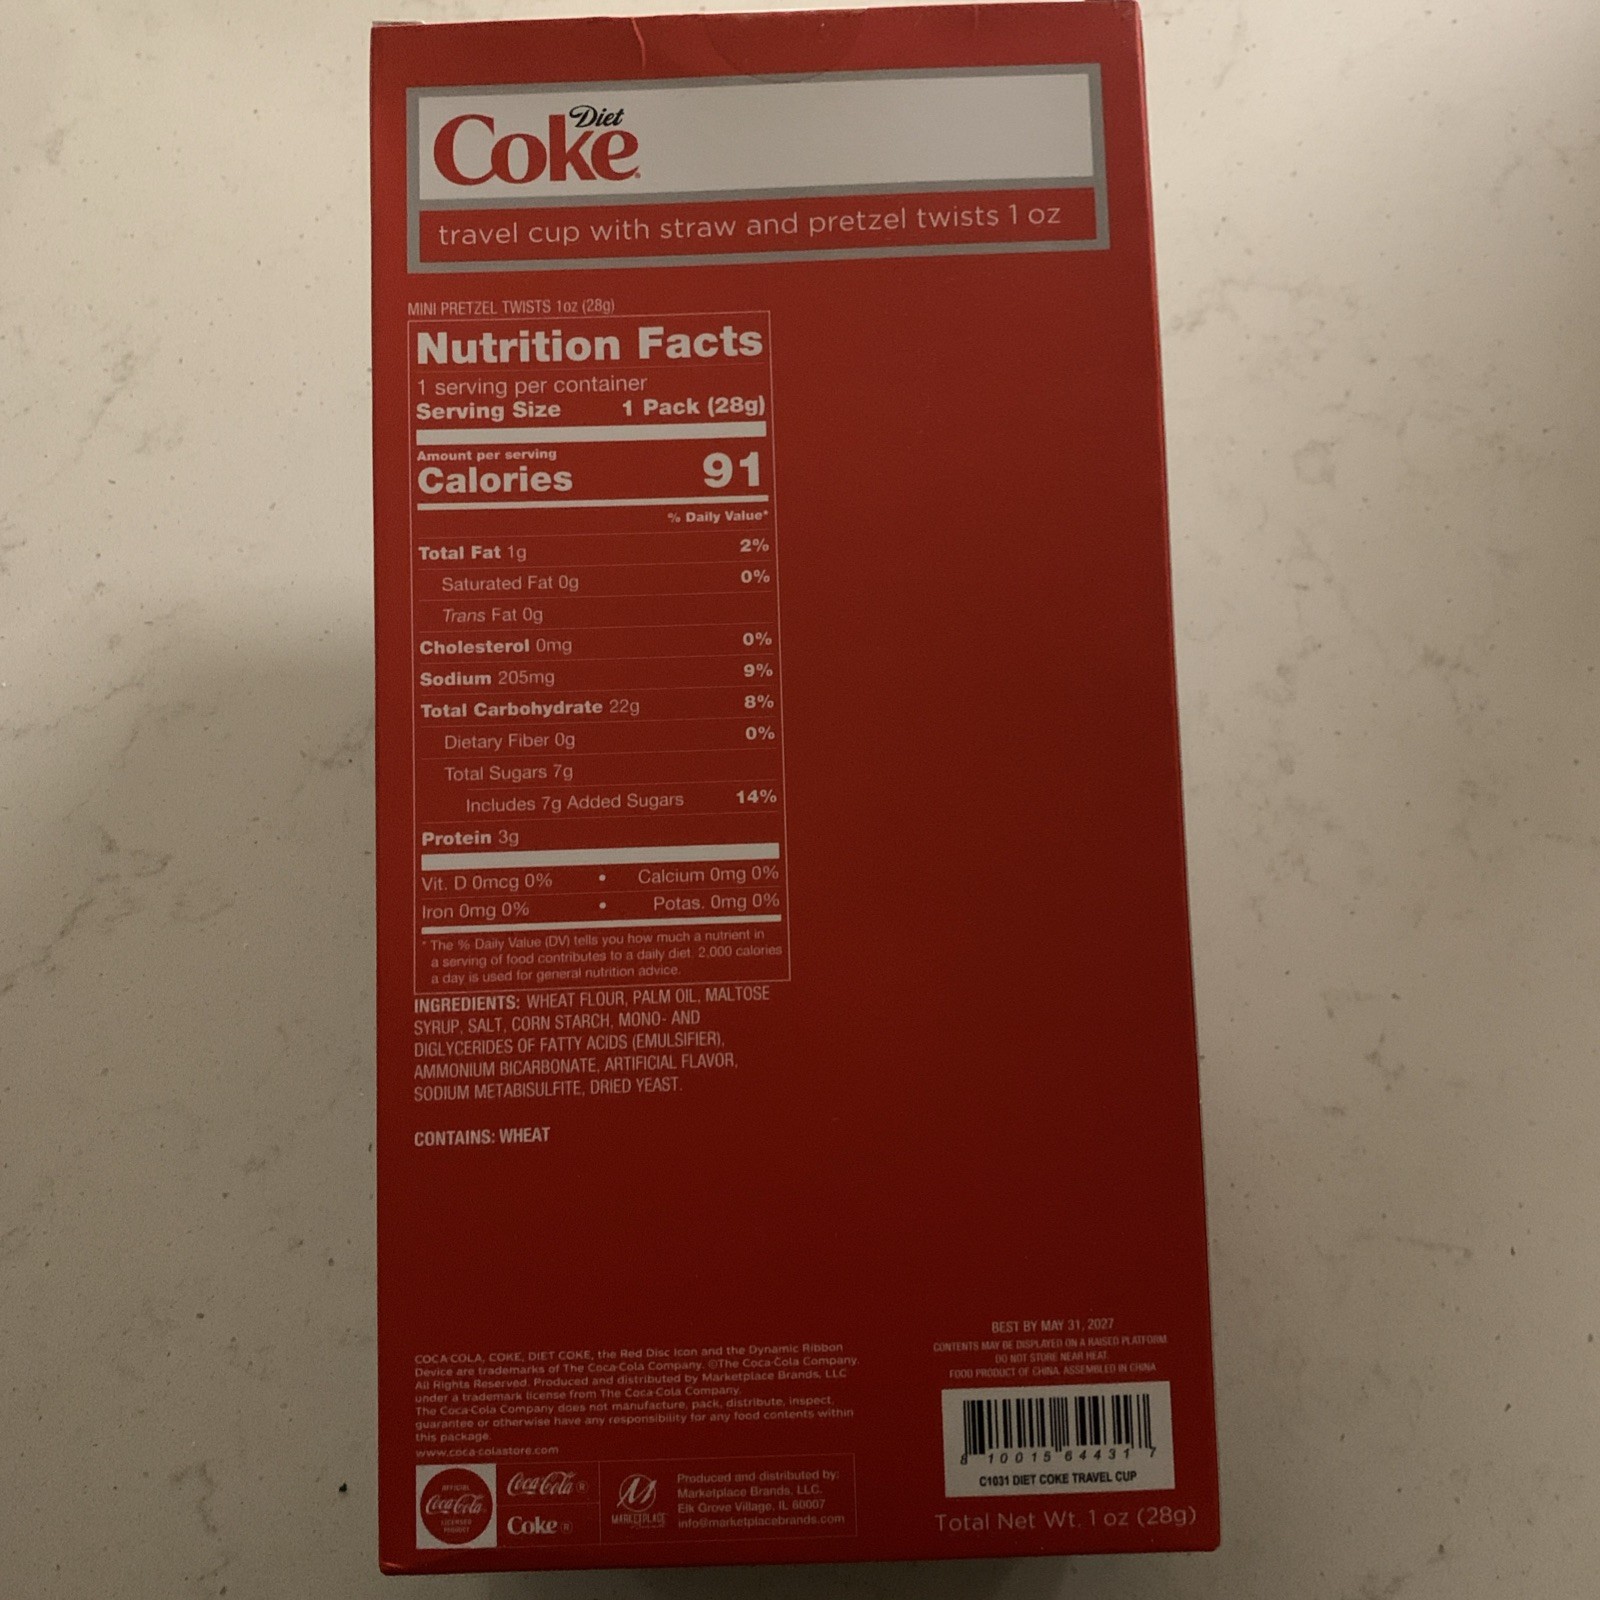 Diet
Coke
travel cup with straw and pretzel twists 1 oz
MINI PRETZEL TWISTS 1oz (28g)
Nutrition Facts
1 serving per container
Serving Size 1 Pack (28g)
Amount per serving
Calories 91
% Daily Value*
Total Fat 1g 2%
Saturated Fat 0g 0%
Trans Fat 0g
Cholesterol 0mg 0%
Sodium 205mg 9%
Total Carbohydrate 22g 8%
Dietary Fiber 0g 0%
Total Sugars 7g
Includes 7g Added Sugars 14%
Protein 3g
Vit. D 0mcg 0% • Calcium 0mg 0%
Iron 0mg 0% • Potas. 0mg 0%
* The % Daily Value (DV) tells you how much a nutrient in
a serving of food contributes to a daily diet. 2,000 calories
a day is used for general nutrition advice.
INGREDIENTS: WHEAT FLOUR, PALM OIL, MALTOSE
SYRUP, SALT, CORN STARCH, MONO- AND
DIGLYCERIDES OF FATTY ACIDS (EMULSIFIER),
AMMONIUM BICARBONATE, ARTIFICIAL FLAVOR,
SODIUM METABISULFITE, DRIED YEAST.
CONTAINS: WHEAT
COCA-COLA, COKE, DIET COKE, the Red Disc Icon and the Dynamic Ribbon
Device are trademarks of The Coca-Cola Company. ©The Coca-Cola Company.
All Rights Reserved. Produced and distributed by Marketplace Brands, LLC
under a trademark license from The Coca-Cola Company.
The Coca-Cola Company does not manufacture, pack, distribute, inspect,
guarantee or otherwise have any responsibility for any food contents within
this package.
www.coca-colastore.com
OFFICIAL
Coca-Cola
LICENSED
PRODUCT
Coca-Cola ®
Coke ®
MARKETPLACE
Produced and distributed by:
Marketplace Brands, LLC.
Elk Grove Village, IL 60007
info@marketplacebrands.com
BEST BY MAY 31, 2027
CONTENTS MAY BE DISPLAYED ON A RAISED PLATFORM
DO NOT STORE NEAR HEAT.
FOOD PRODUCT OF CHINA. ASSEMBLED IN CHINA
8 10015 64431 7
C1031 DIET COKE TRAVEL CUP
Total Net Wt. 1 oz (28g)